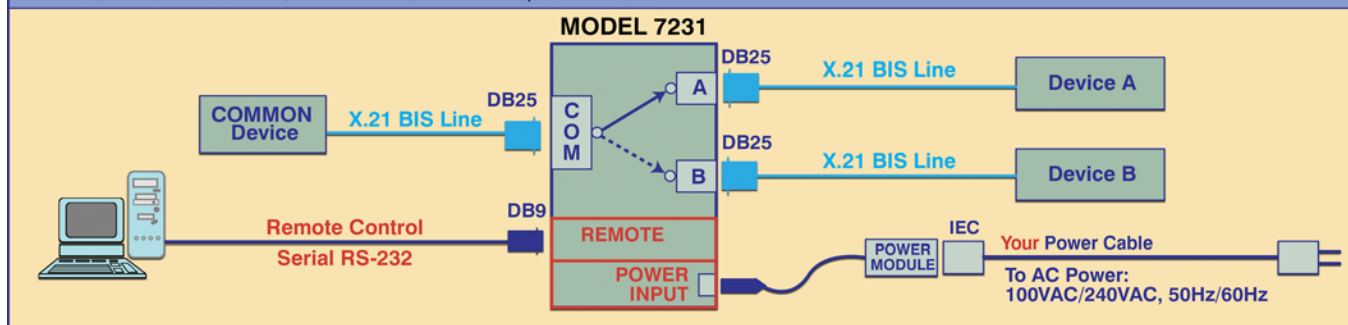 MODEL 7231
COMMON
Device
X.21 BIS Line
DB25
C
O
M
A
B
DB25
X.21 BIS Line
Device A
DB25
X.21 BIS Line
Device B
Remote Control
Serial RS-232
DB9
REMOTE
POWER
INPUT
POWER
MODULE
IEC
Your Power Cable
To AC Power:
100VAC/240VAC, 50Hz/60Hz